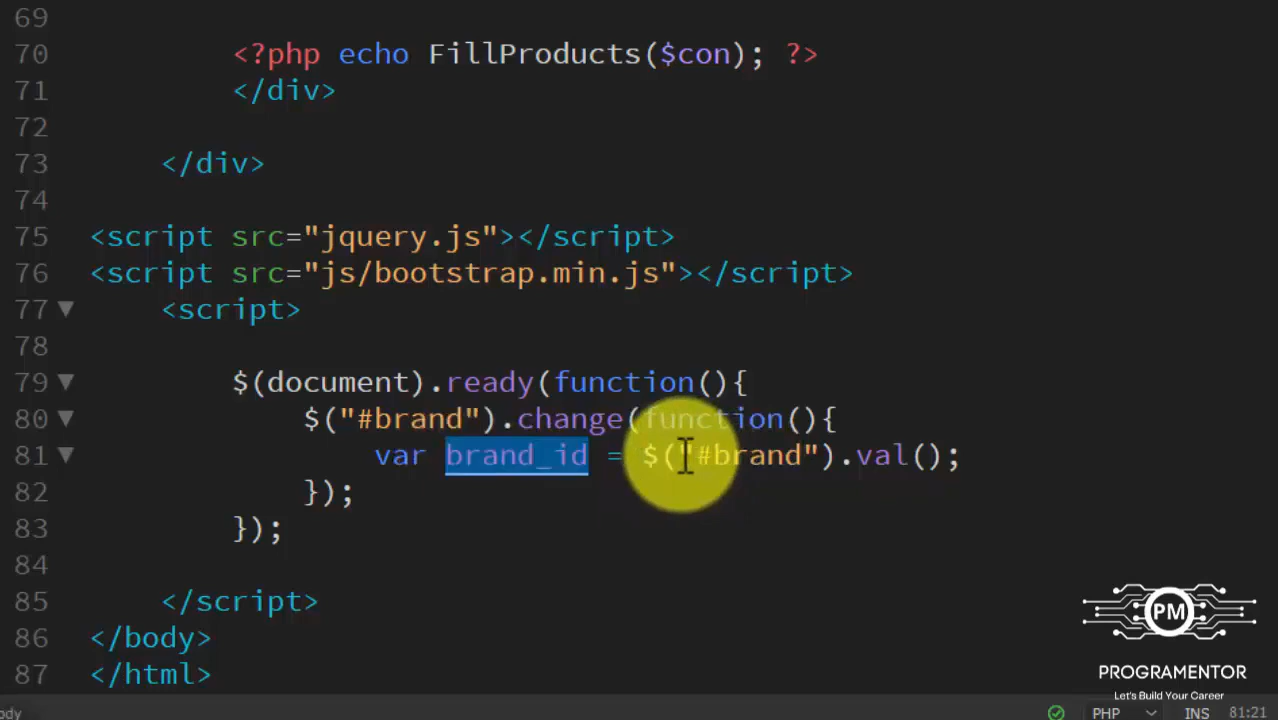 69
70 <?php echo FillProducts($con); ?>
71 </div>
72
73 </div>
74
75 <script src="jquery.js"></script>
76 <script src="js/bootstrap.min.js"></script>
77 <script>
78
79 $(document).ready(function(){
80 $("#brand").change(function(){
81 var brand_id = $("#brand").val();
82 });
83 });
84
85 </script>
86 </body>
87 </html>
PM
PROGRAMENTOR
Let's Build Your Career
ody PHP INS 81:21